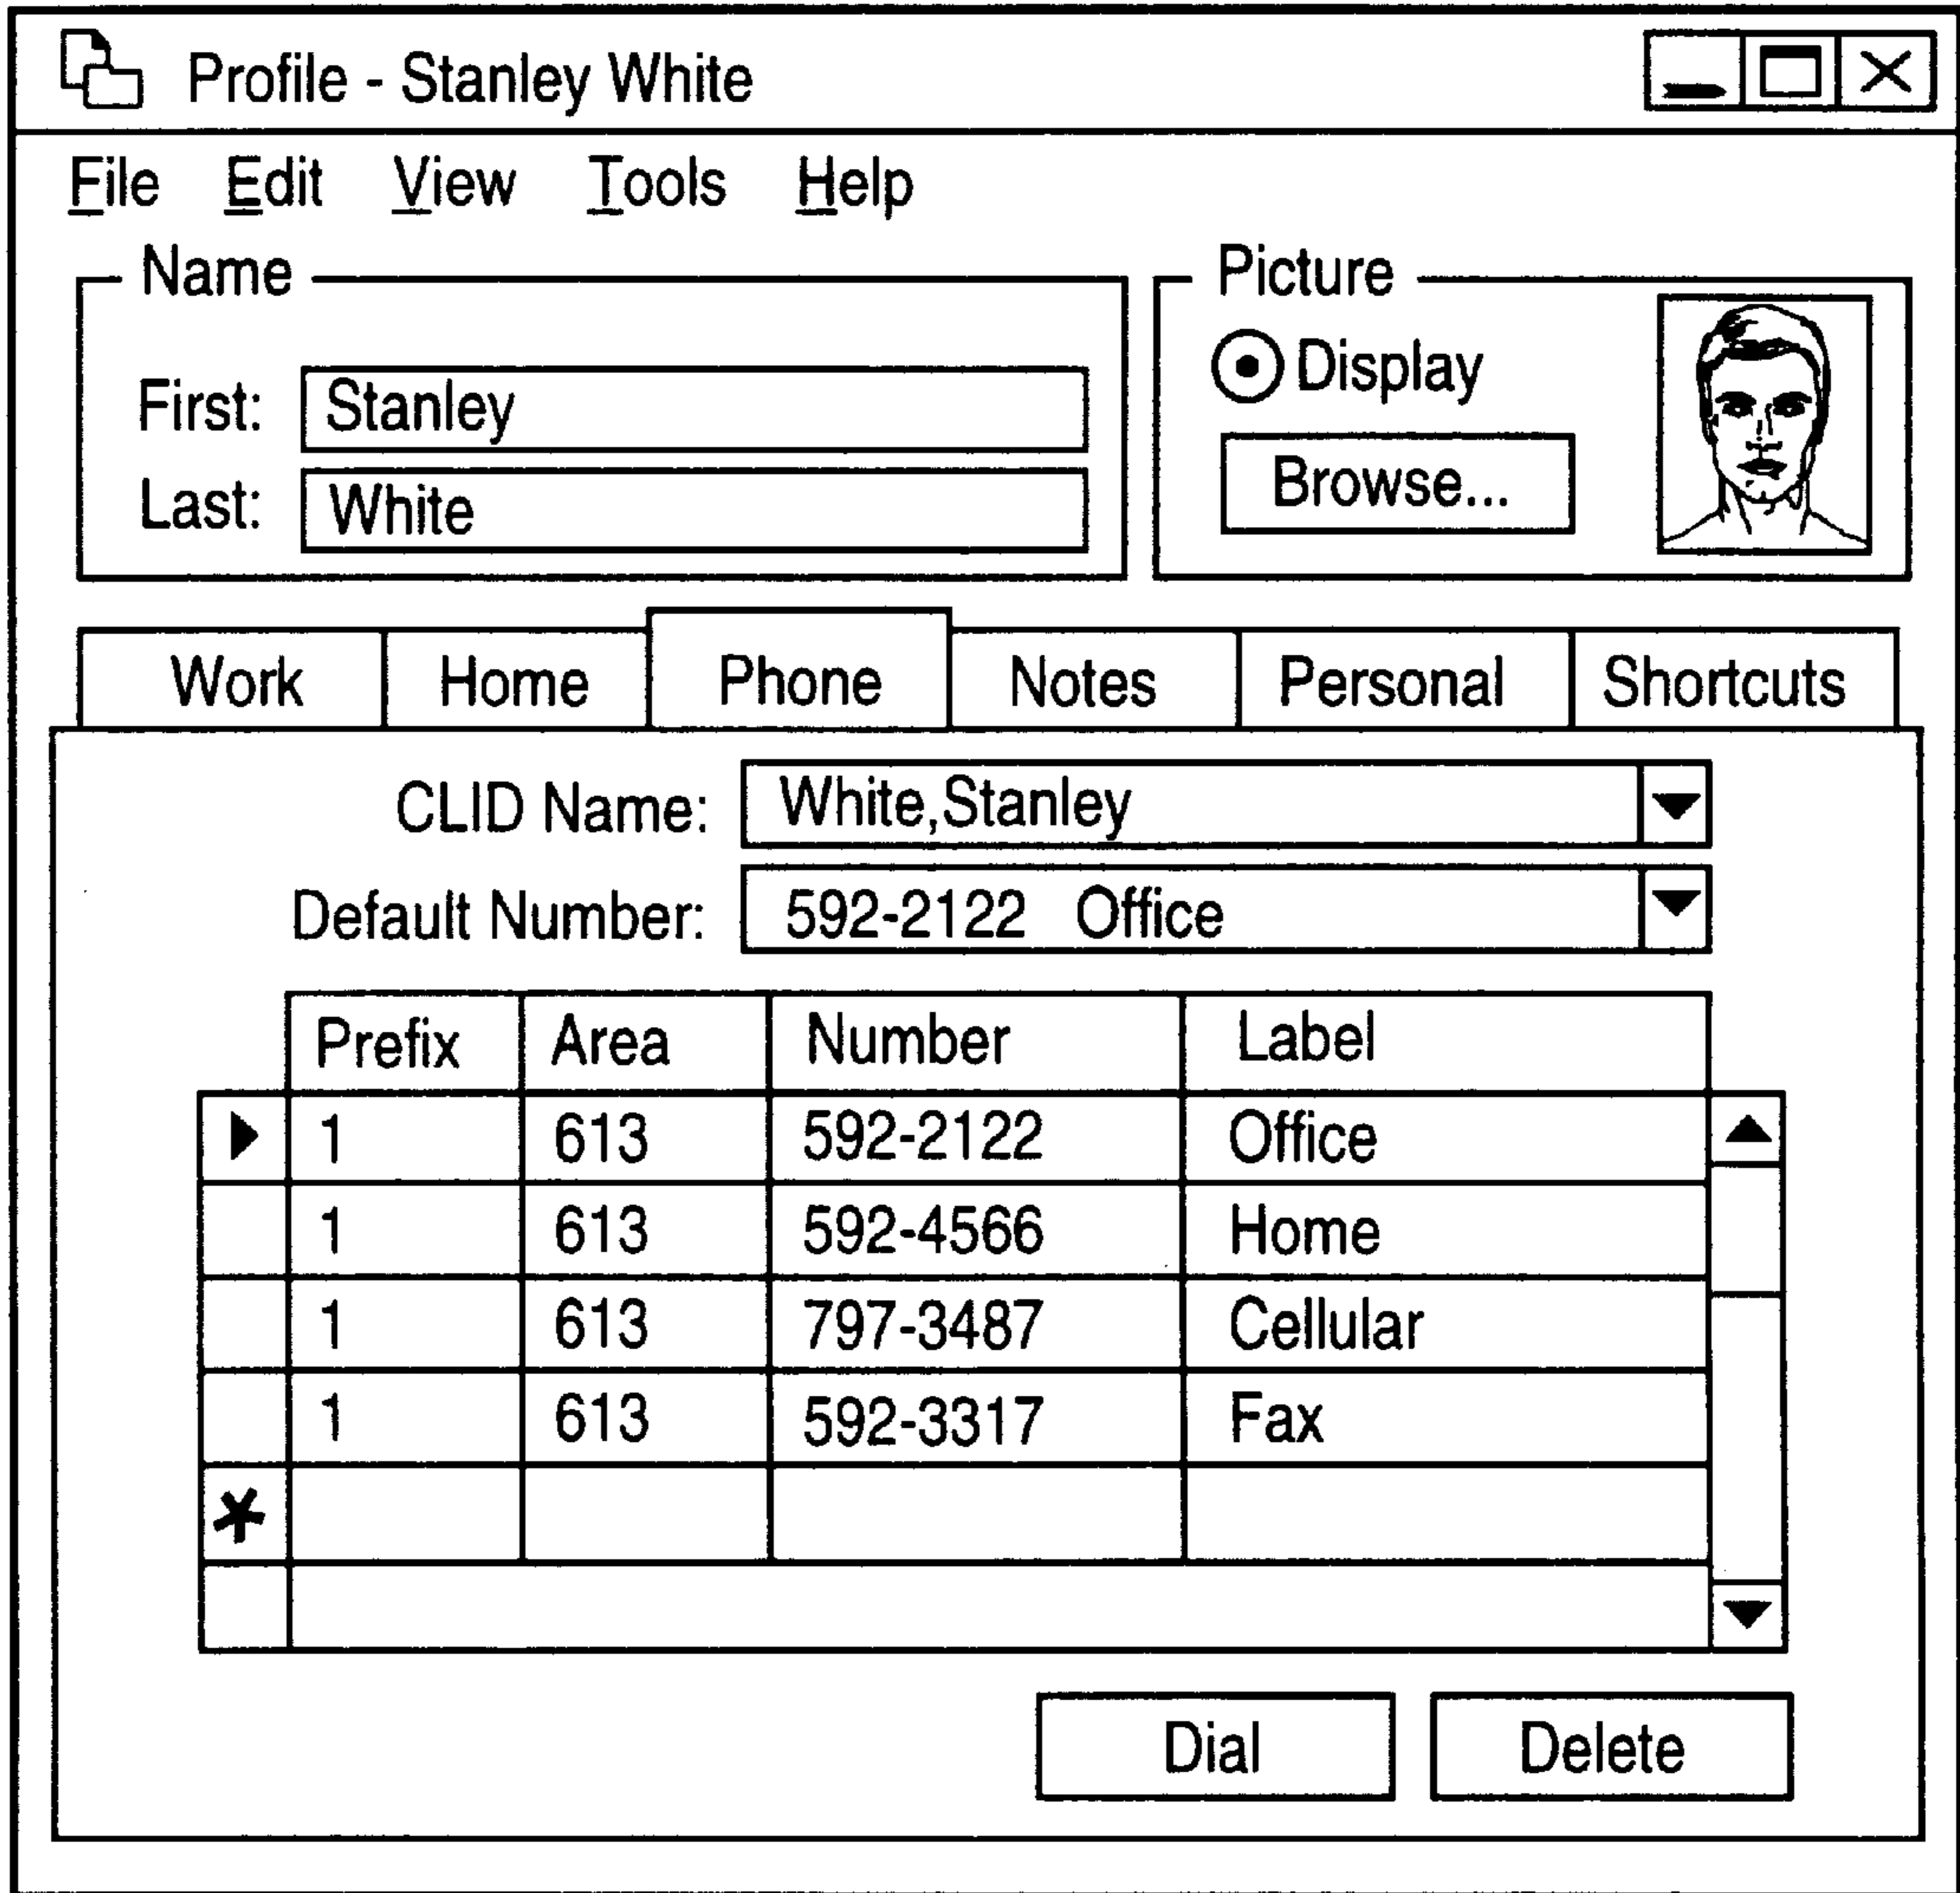 Profile - Stanley White
File Edit View Tools Help
Name
Picture
First: Stanley
Display
Last: White
Browse...
Work Home Phone Notes Personal Shortcuts
CLID Name: White,Stanley
Default Number: 592-2122 Office
Prefix Area Number Label
1 613 592-2122 Office
1 613 592-4566 Home
1 613 797-3487 Cellular
1 613 592-3317 Fax
*
Dial Delete